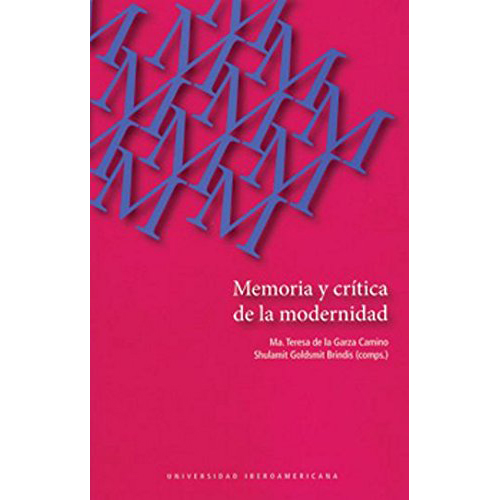 M M M M
M M M M
M M M
M M
Memoria y crítica
de la modernidad
Ma. Teresa de la Garza Camino
Shulamit Goldsmit Brindis (comps.)
UNIVERSIDAD IBEROAMERICANA